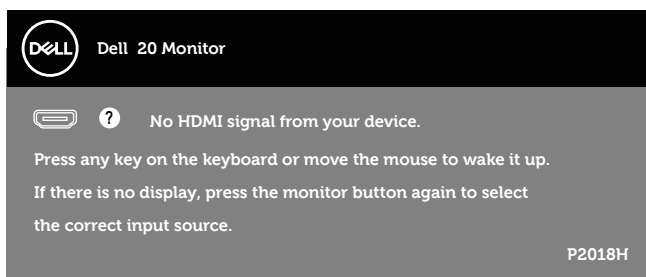 DELL Dell 20 Monitor
? No HDMI signal from your device.
Press any key on the keyboard or move the mouse to wake it up.
If there is no display, press the monitor button again to select
the correct input source.
P2018H